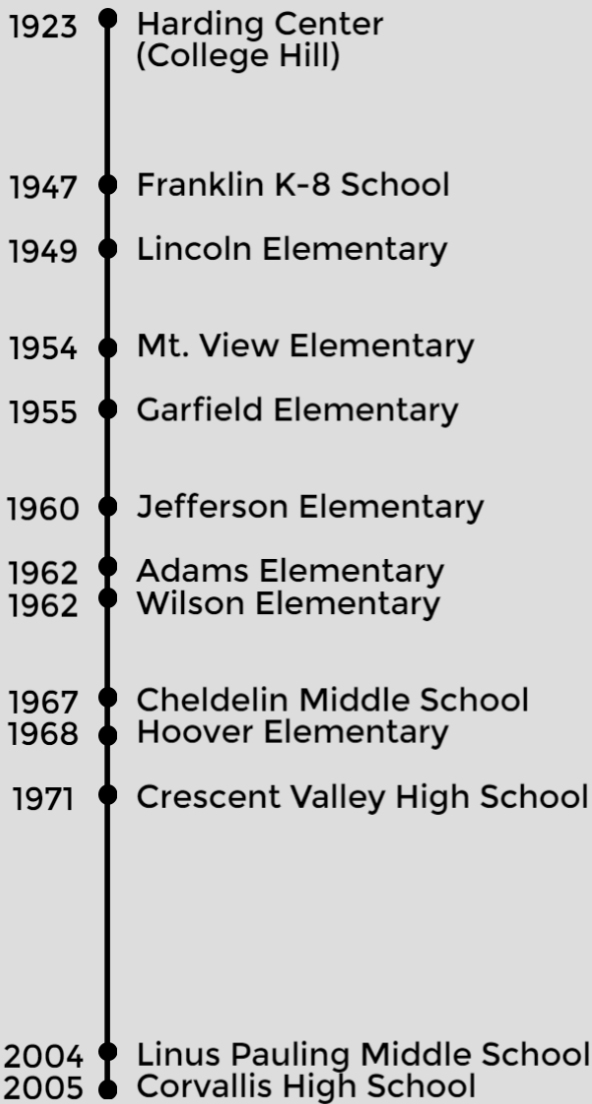 1923 Harding Center
(College Hill)
1947 Franklin K-8 School
1949 Lincoln Elementary
1954 Mt. View Elementary
1955 Garfield Elementary
1960 Jefferson Elementary
1962 Adams Elementary
1962 Wilson Elementary
1967 Cheldelin Middle School
1968 Hoover Elementary
1971 Crescent Valley High School
2004 Linus Pauling Middle School
2005 Corvallis High School